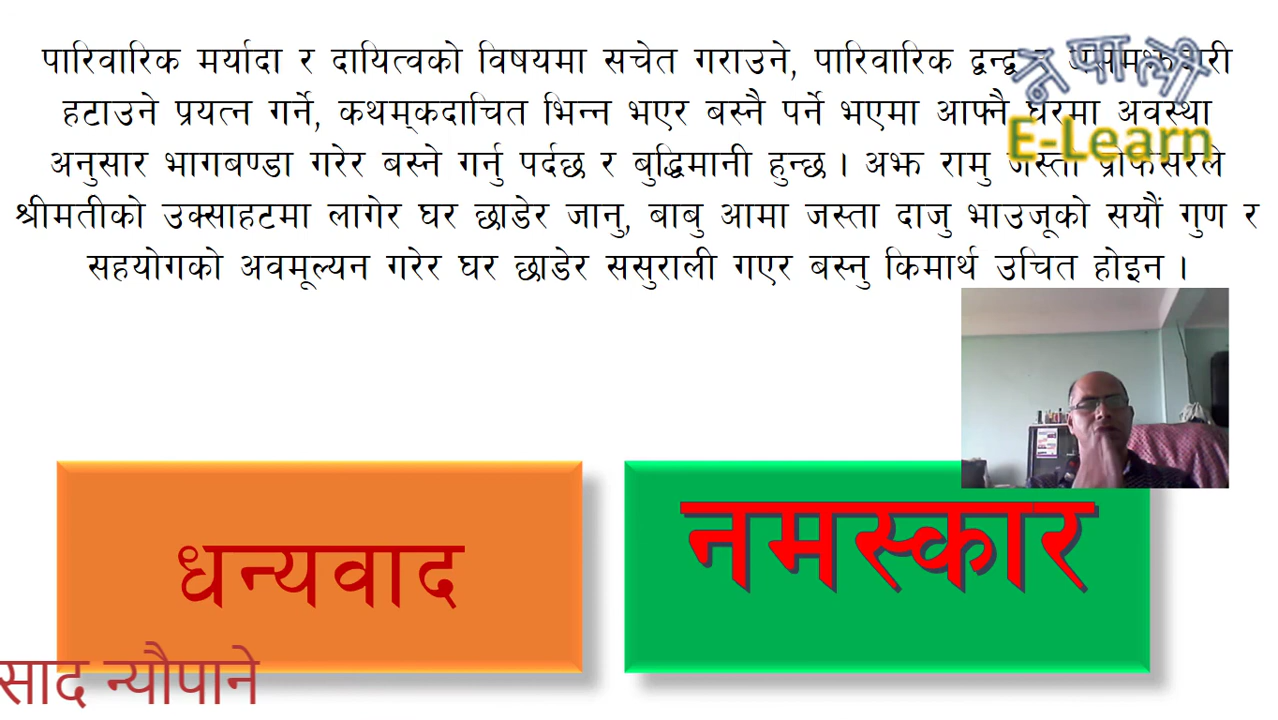 पारिवारिक मर्यादा र दायित्वको विषयमा सचेत गराउने, पारिवारिक द्वन्द्व र असमझदारी
हटाउने प्रयत्न गर्ने, कथम्‌कदाचित भिन्न भएर बस्नै पर्ने भएमा आफ्नै घरमा अवस्था
अनुसार भागबण्डा गरेर बस्ने गर्नु पर्दछ र बुद्धिमानी हुन्छ । अझ रामु जस्ता प्रोफेसरले
श्रीमतीको उक्साहटमा लागेर घर छाडेर जानु, बाबु आमा जस्ता दाजु भाउजूको सयौं गुण र
सहयोगको अवमूल्यन गरेर घर छाडेर ससुराली गएर बस्नु किमार्थ उचित होइन ।
नेपाली
E-Learn
धन्यवाद
नमस्कार
साद न्यौपाने